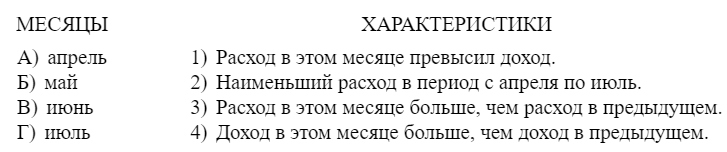 МЕСЯЦЫ ХАРАКТЕРИСТИКИ
А) апрель 1) Расход в этом месяце превысил доход.
Б) май 2) Наименьший расход в период с апреля по июль.
В) июнь 3) Расход в этом месяце больше, чем расход в предыдущем.
Г) июль 4) Доход в этом месяце больше, чем доход в предыдущем.